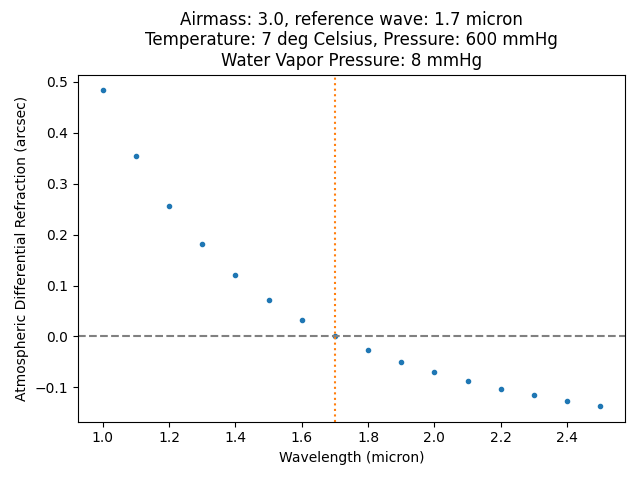 Airmass: 3.0, reference wave: 1.7 micron
Temperature: 7 deg Celsius, Pressure: 600 mmHg
Water Vapor Pressure: 8 mmHg
Atmospheric Differential Refraction (arcsec)
0.5
0.4
0.3
0.2
0.1
0.0
−0.1
1.0 1.2 1.4 1.6 1.8 2.0 2.2 2.4
Wavelength (micron)